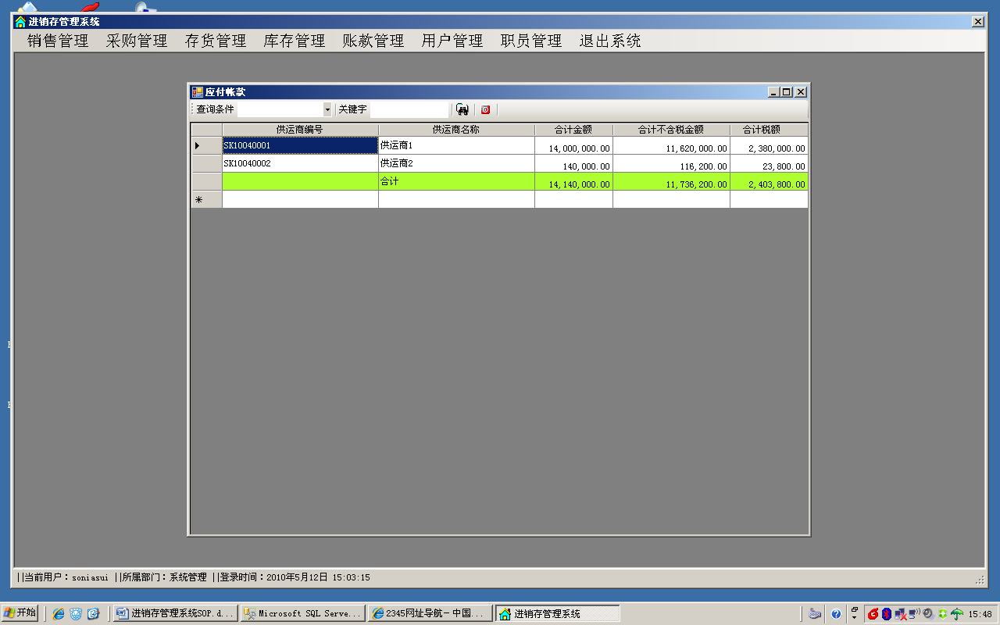 进销存管理系统
销售管理 采购管理 存货管理 库存管理 账款管理 用户管理 职员管理 退出系统
应付帐款
查询条件 关键字
供运商编号 供运商名称 合计金额 合计不含税金额 合计税额
SK10040001 供运商1 14,000,000.00 11,620,000.00 2,380,000.00
SK10040002 供运商2 140,000.00 116,200.00 23,800.00
合计 14,140,000.00 11,736,200.00 2,403,800.00
||当前用户：soniasui ||所属部门：系统管理 ||登录时间：2010年5月12日 15:03:15
开始 进销存管理系统SOP.d... Microsoft SQL Serve... 2345网址导航－中国... 进销存管理系统 15:48